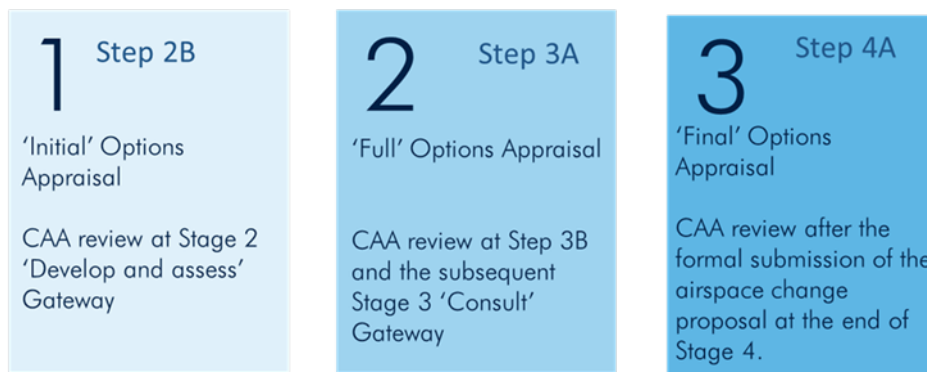 1 Step 2B
'Initial' Options
Appraisal
CAA review at Stage 2
'Develop and assess'
Gateway
2 Step 3A
'Full' Options Appraisal
CAA review at Step 3B
and the subsequent
Stage 3 'Consult'
Gateway
3 Step 4A
'Final' Options
Appraisal
CAA review after the
formal submission of the
airspace change
proposal at the end of
Stage 4.